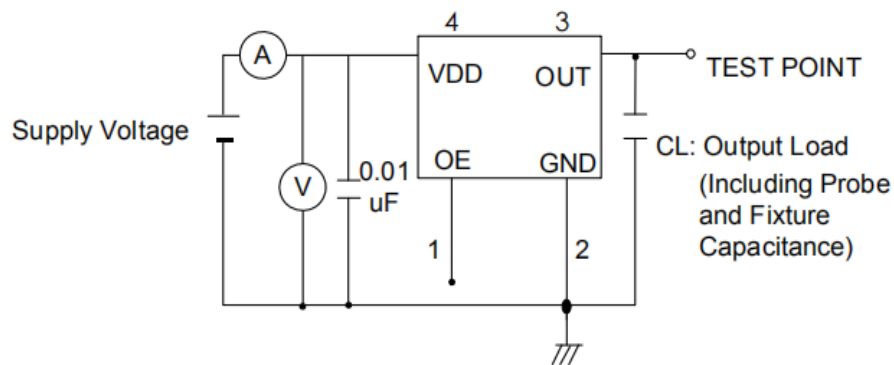 4
3
A
VDD
OUT
TEST POINT
Supply Voltage
OE
GND
CL: Output Load
(Including Probe
and Fixture
Capacitance)
V
0.01
uF
1
2